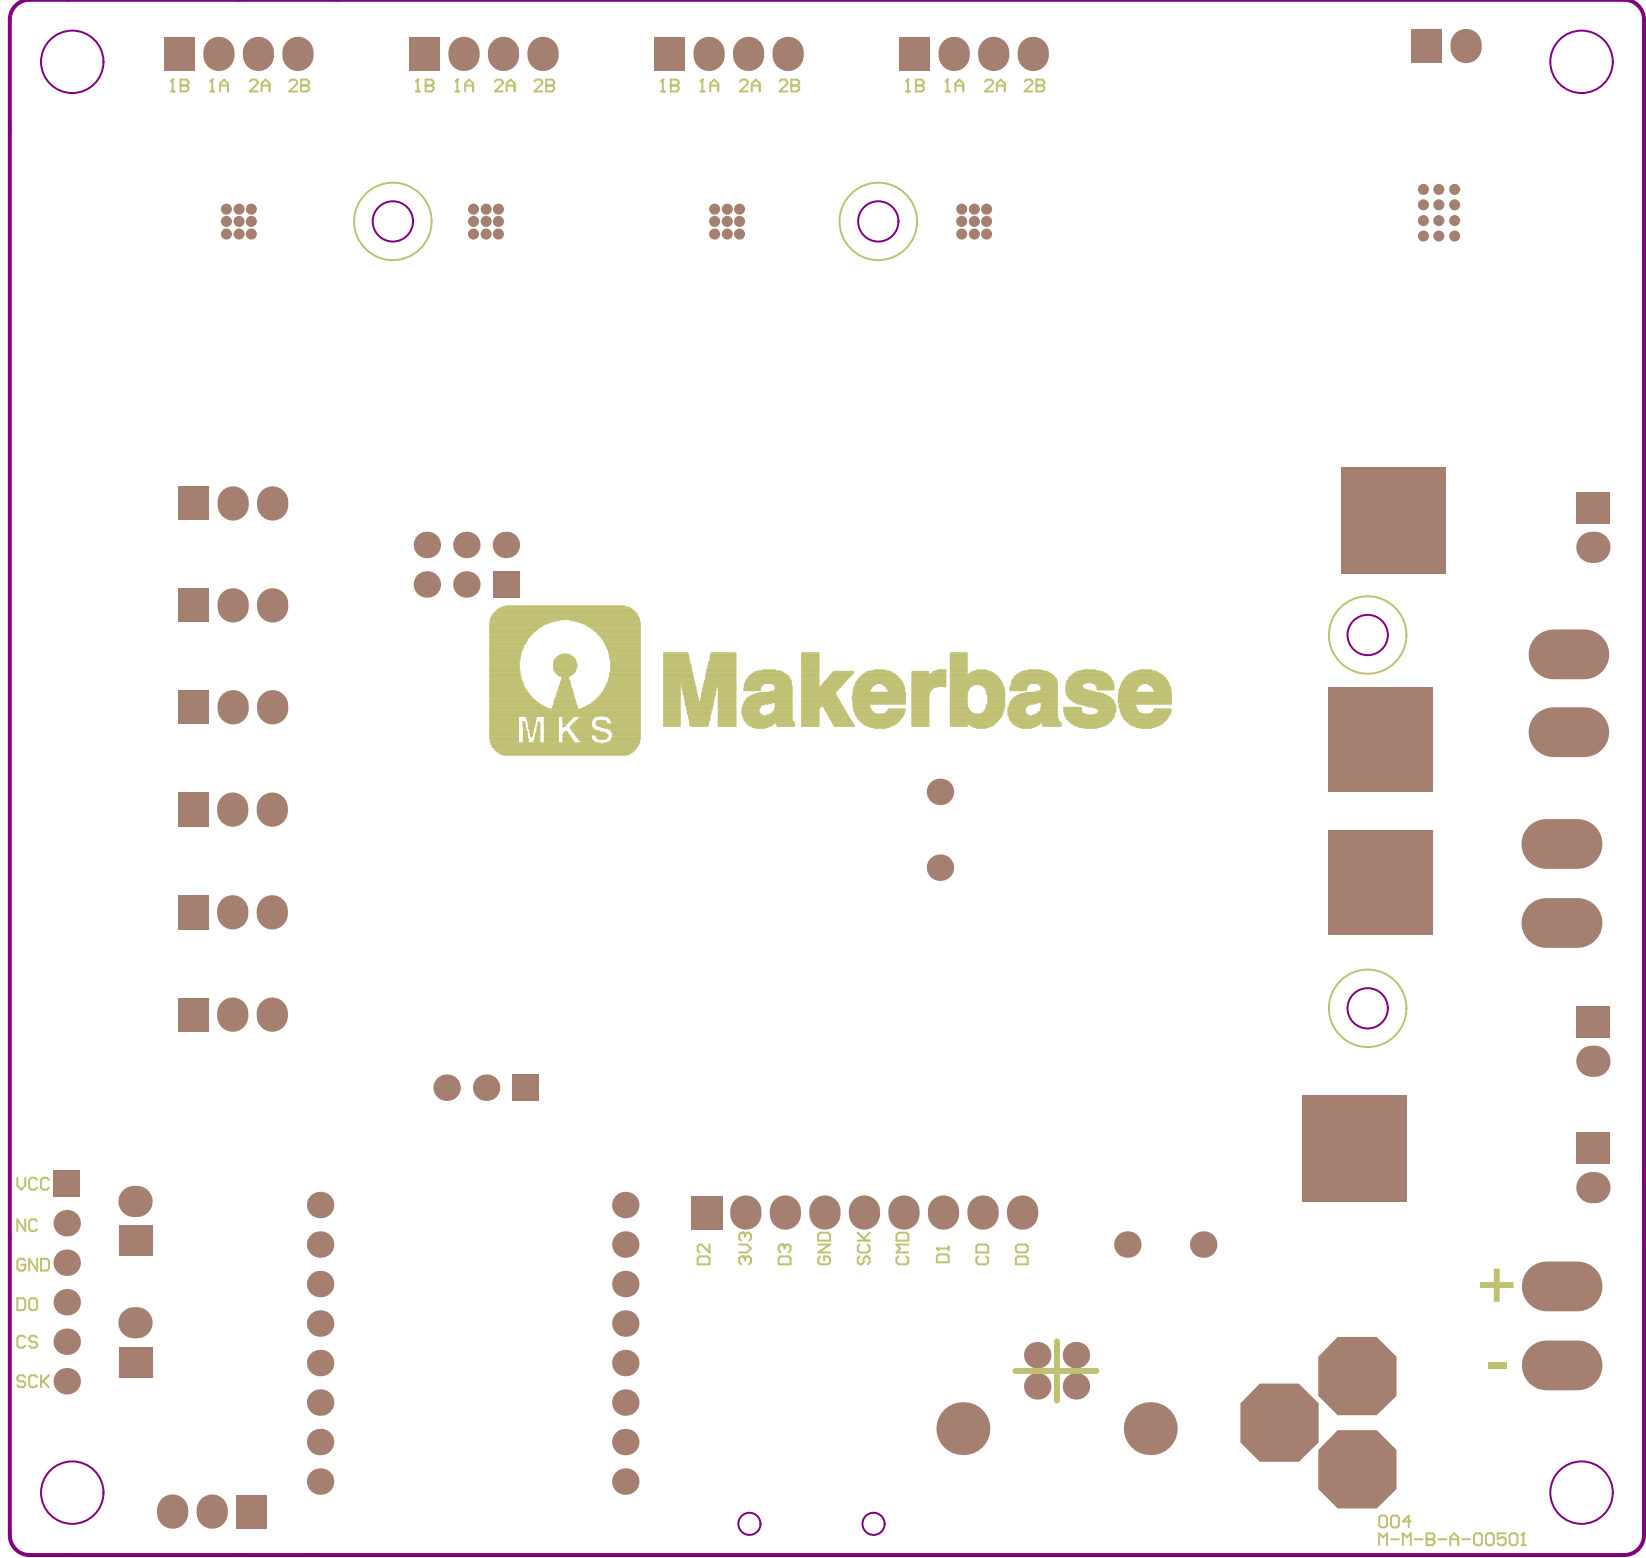 1B 1A 2A 2B 1B 1A 2A 2B 1B 1A 2A 2B 1B 1A 2A 2B
MKS
Makerbase
VCC
NC
GND
DO
CS
SCK
D2
3V3
D3
GND
SCK
CMD
D1
CD
D0
+
-
004
M-M-B-A-00501